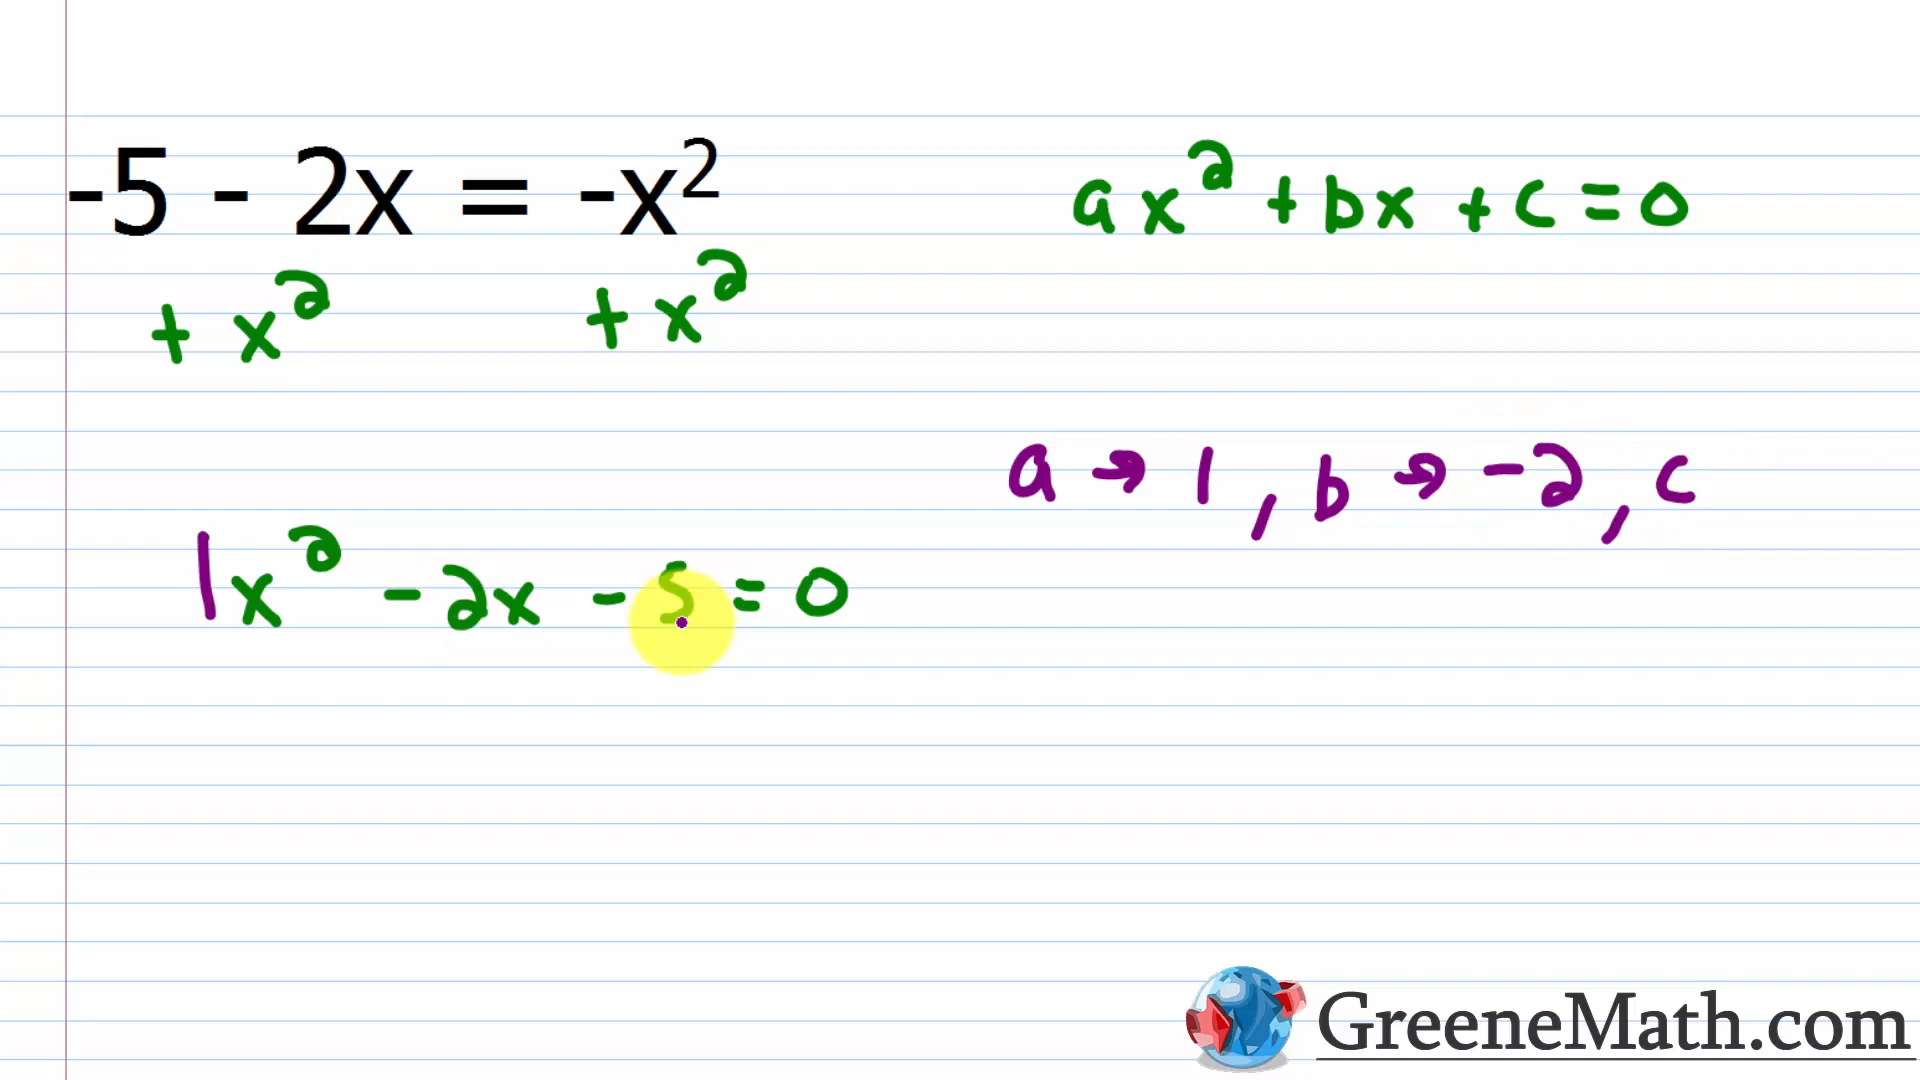 -5 - 2x = -x²
ax² + bx + c = 0
+ x² + x²
a → 1, b → -2, c
1x² - 2x - 5 = 0
GreeneMath.com